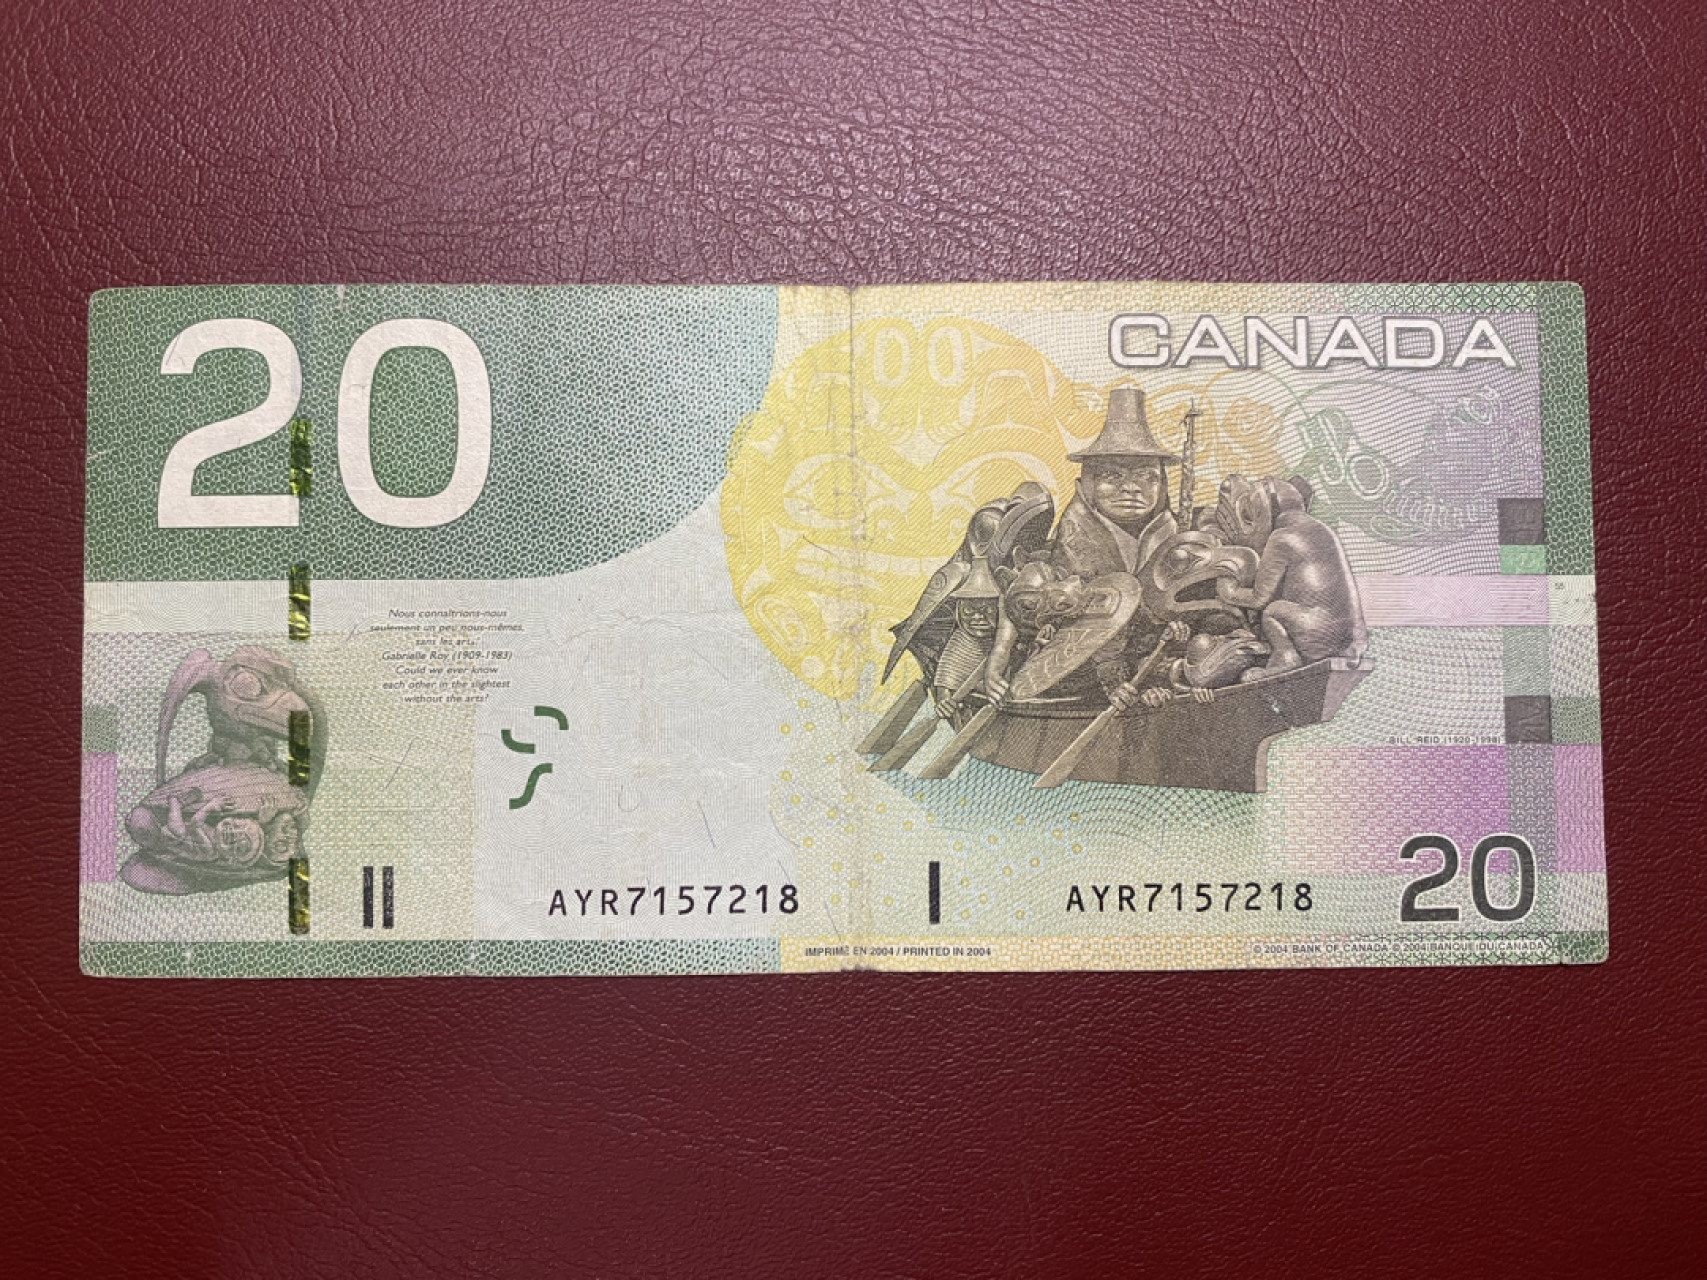 20
CANADA
Nous connaîtrions-nous
seulement un peu nous-mêmes,
sans les arts?
Gabrielle Roy (1909-1983)
Could we ever know
each other in the slightest
without the arts?
55
BILL REID (1920-1998)
AYR7157218
AYR7157218
20
IMPRIMÉ EN 2004 / PRINTED IN 2004
© 2004 BANK OF CANADA © 2004 BANQUE DU CANADA